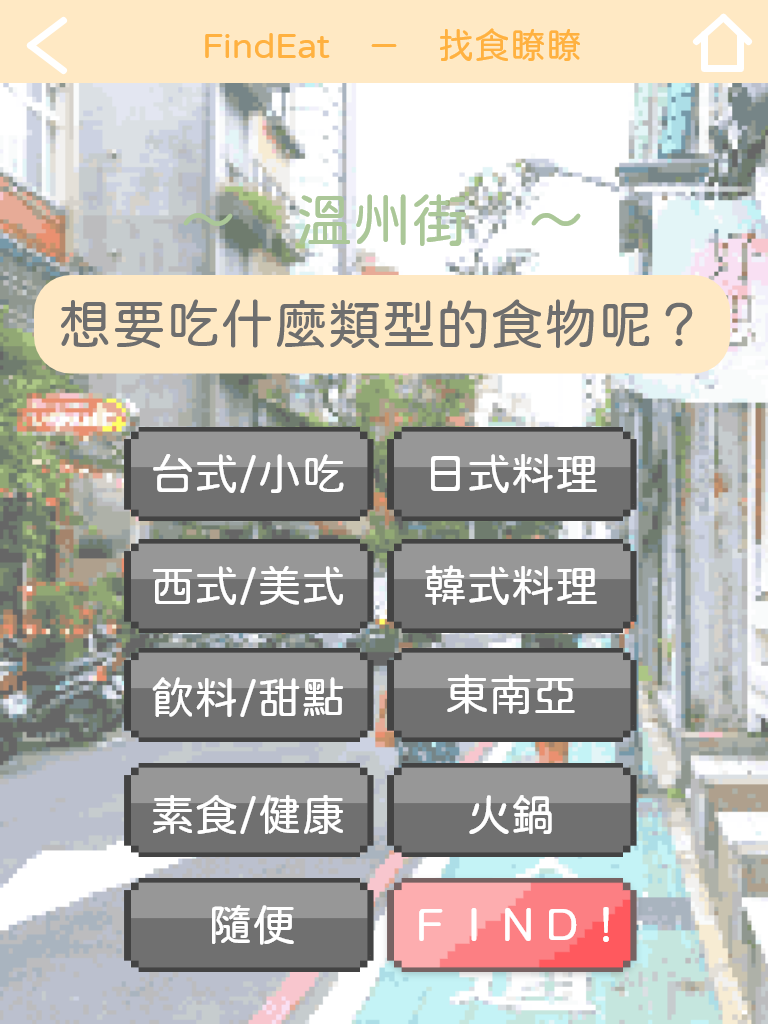 FindEat － 找食瞭瞭
～ 溫州街 ～
想要吃什麼類型的食物呢？
台式/小吃
日式料理
西式/美式
韓式料理
飲料/甜點
東南亞
素食/健康
火鍋
隨便
ＦＩＮＤ！